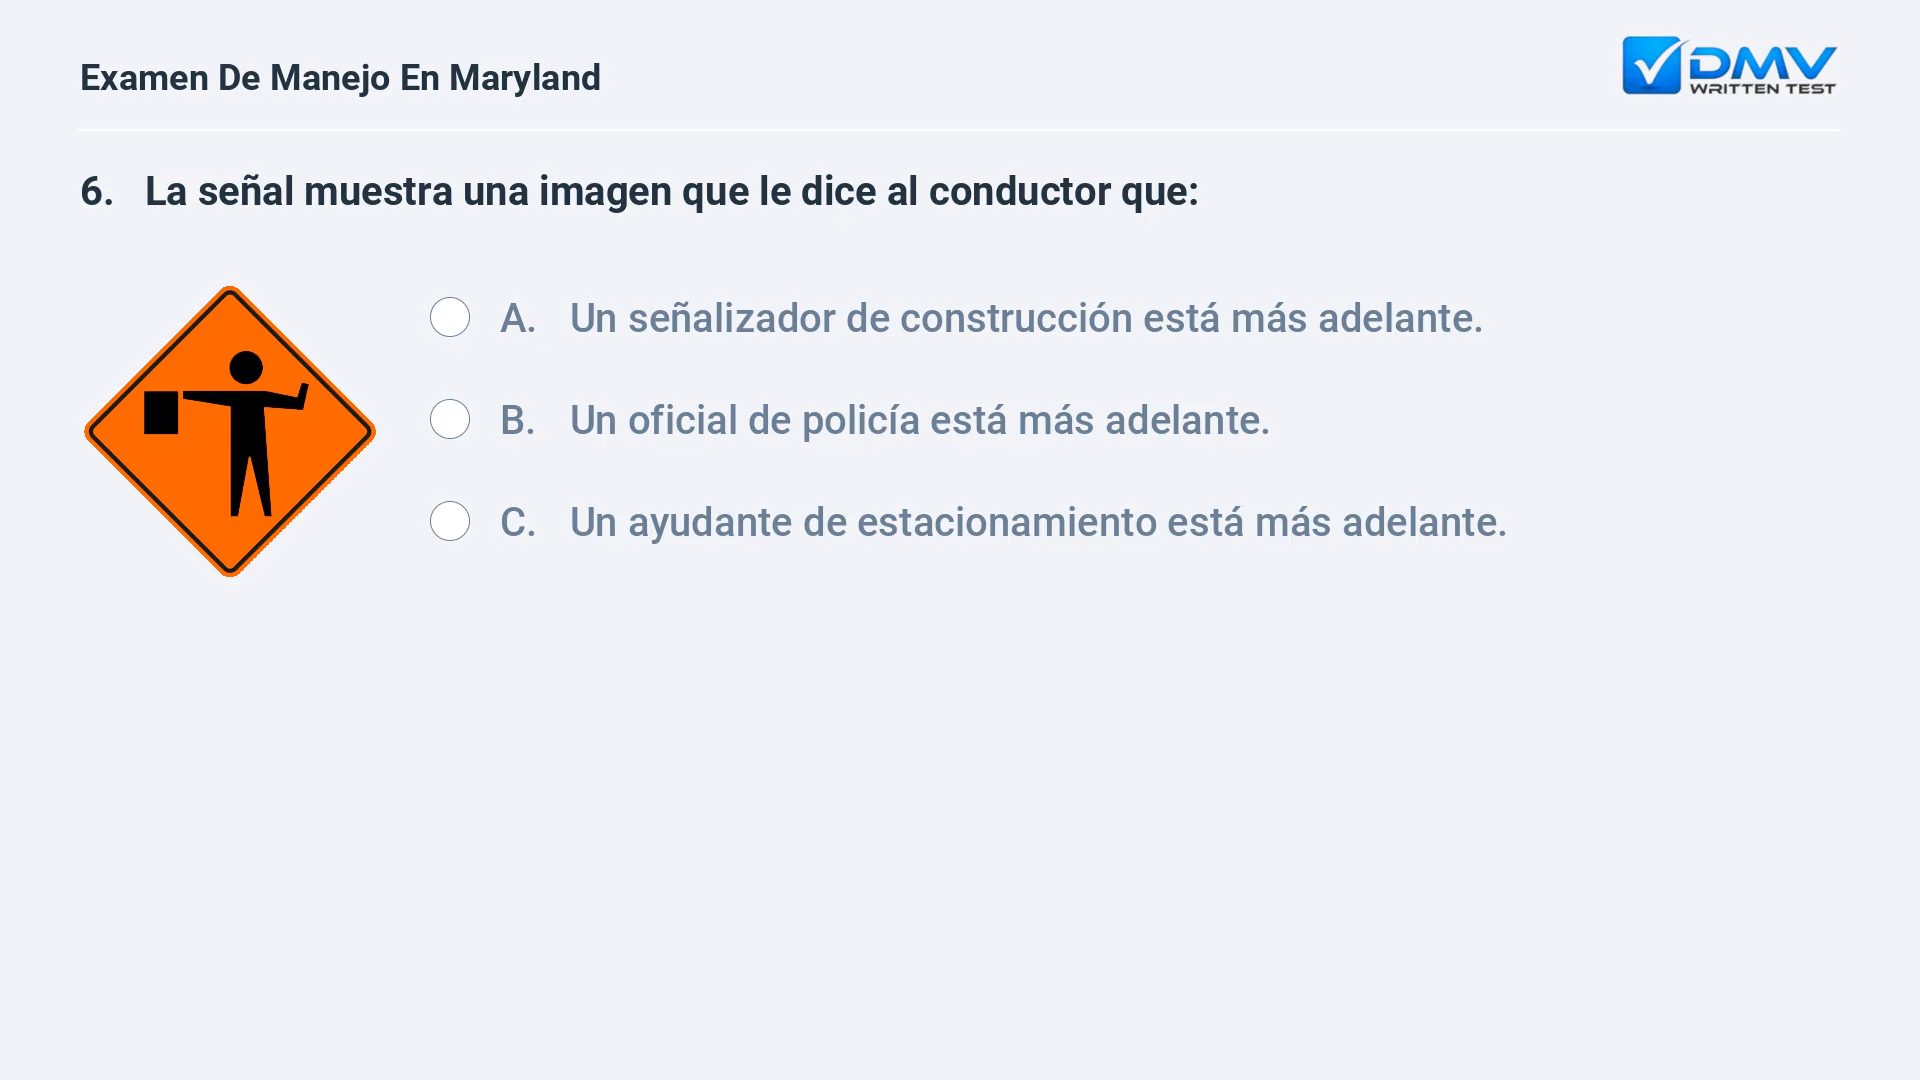 Examen De Manejo En Maryland
DMV
WRITTEN TEST
6. La señal muestra una imagen que le dice al conductor que:
A. Un señalizador de construcción está más adelante.
B. Un oficial de policía está más adelante.
C. Un ayudante de estacionamiento está más adelante.